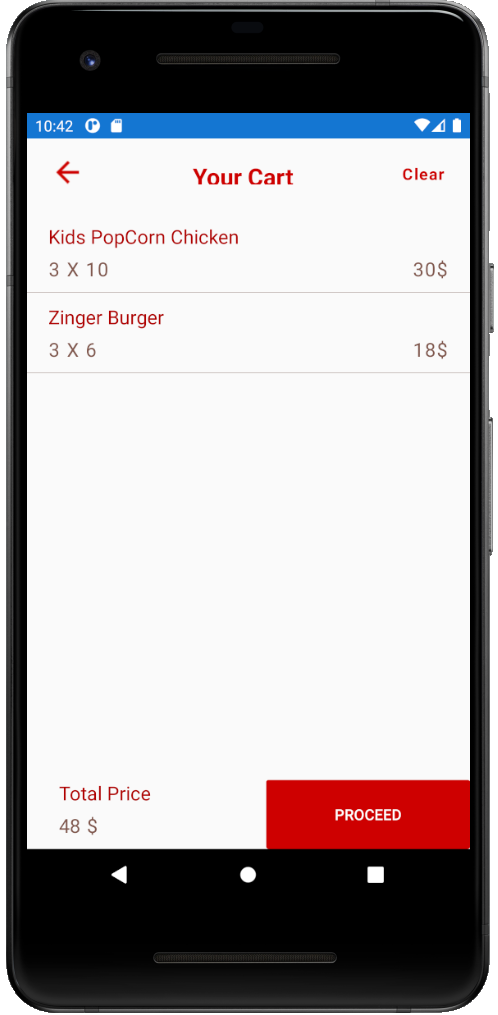 10:42
Your Cart
Clear
Kids PopCorn Chicken
3 X 10
30$
Zinger Burger
3 X 6
18$
Total Price
48 $
PROCEED